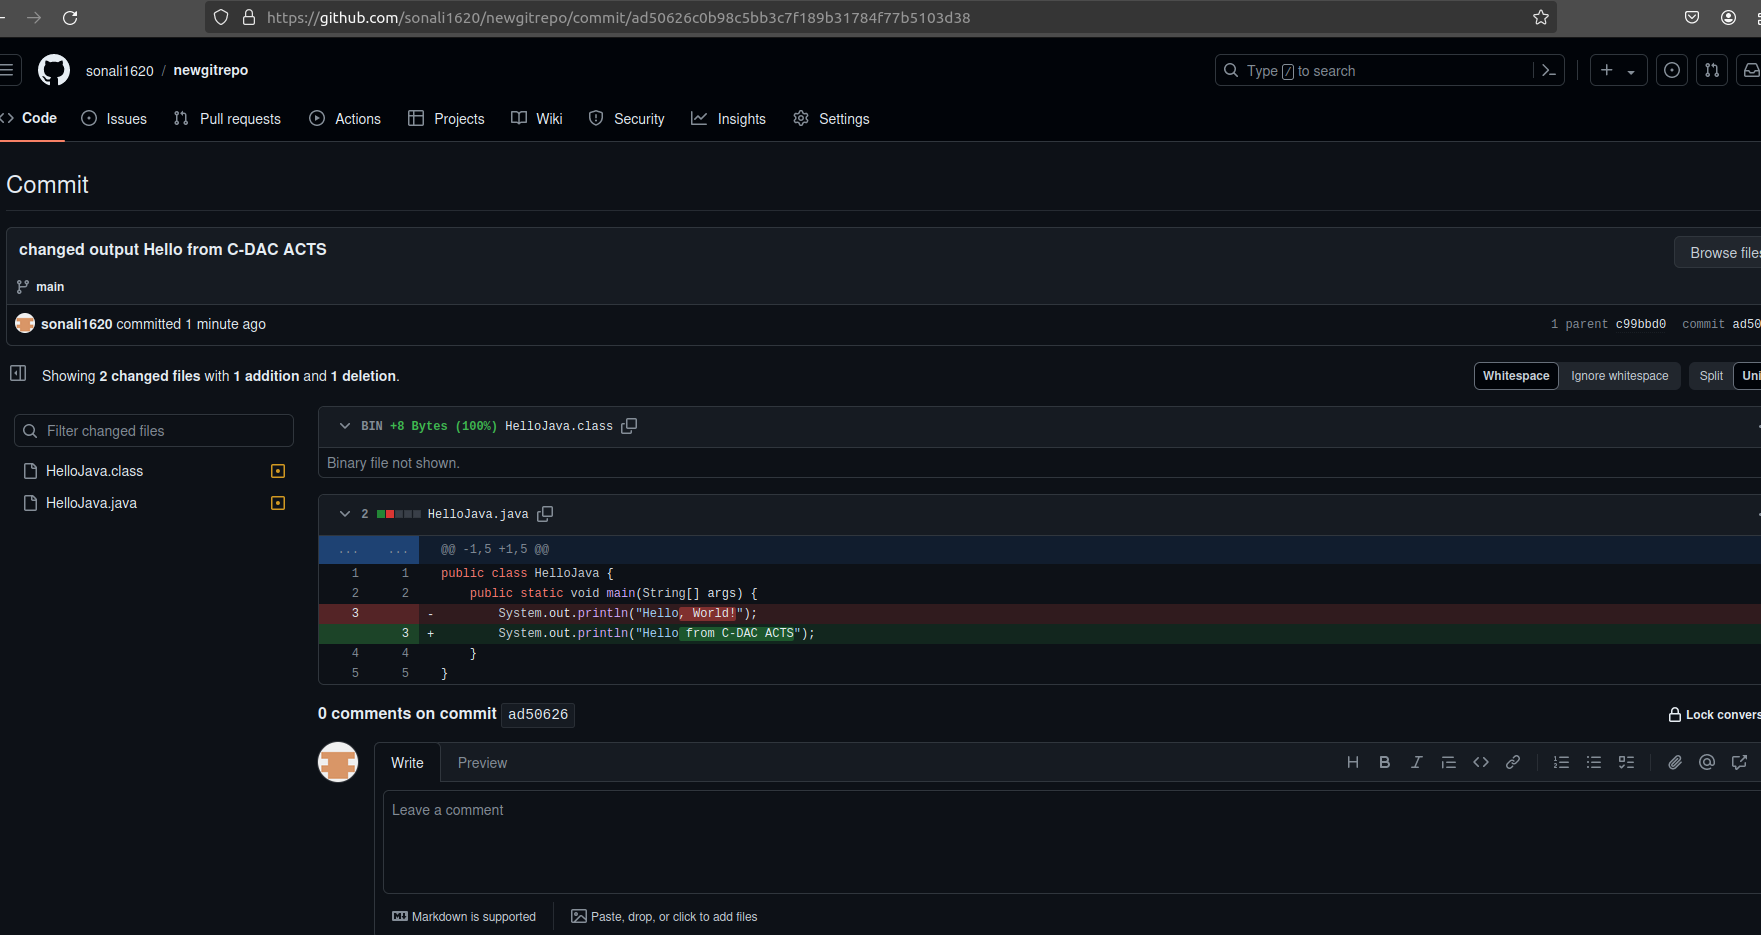 https://github.com/sonali1620/newgitrepo/commit/ad50626c0b98c5bb3c7f189b31784f77b5103d38
sonali1620 / newgitrepo
Type / to search
Code Issues Pull requests Actions Projects Wiki Security Insights Settings
Commit
changed output Hello from C-DAC ACTS
Browse files
main
sonali1620 committed 1 minute ago
1 parent c99bbd0 commit ad50
Showing 2 changed files with 1 addition and 1 deletion.
Whitespace Ignore whitespace Split Uni
Filter changed files
HelloJava.class
HelloJava.java
BIN +8 Bytes (100%) HelloJava.class
Binary file not shown.
2 HelloJava.java
... ... @@ -1,5 +1,5 @@
1 1 public class HelloJava {
2 2 public static void main(String[] args) {
3 - System.out.println("Hello, World!");
3 + System.out.println("Hello from C-DAC ACTS");
4 4 }
5 5 }
0 comments on commit ad50626
Lock convers
Write Preview
Leave a comment
Markdown is supported
Paste, drop, or click to add files